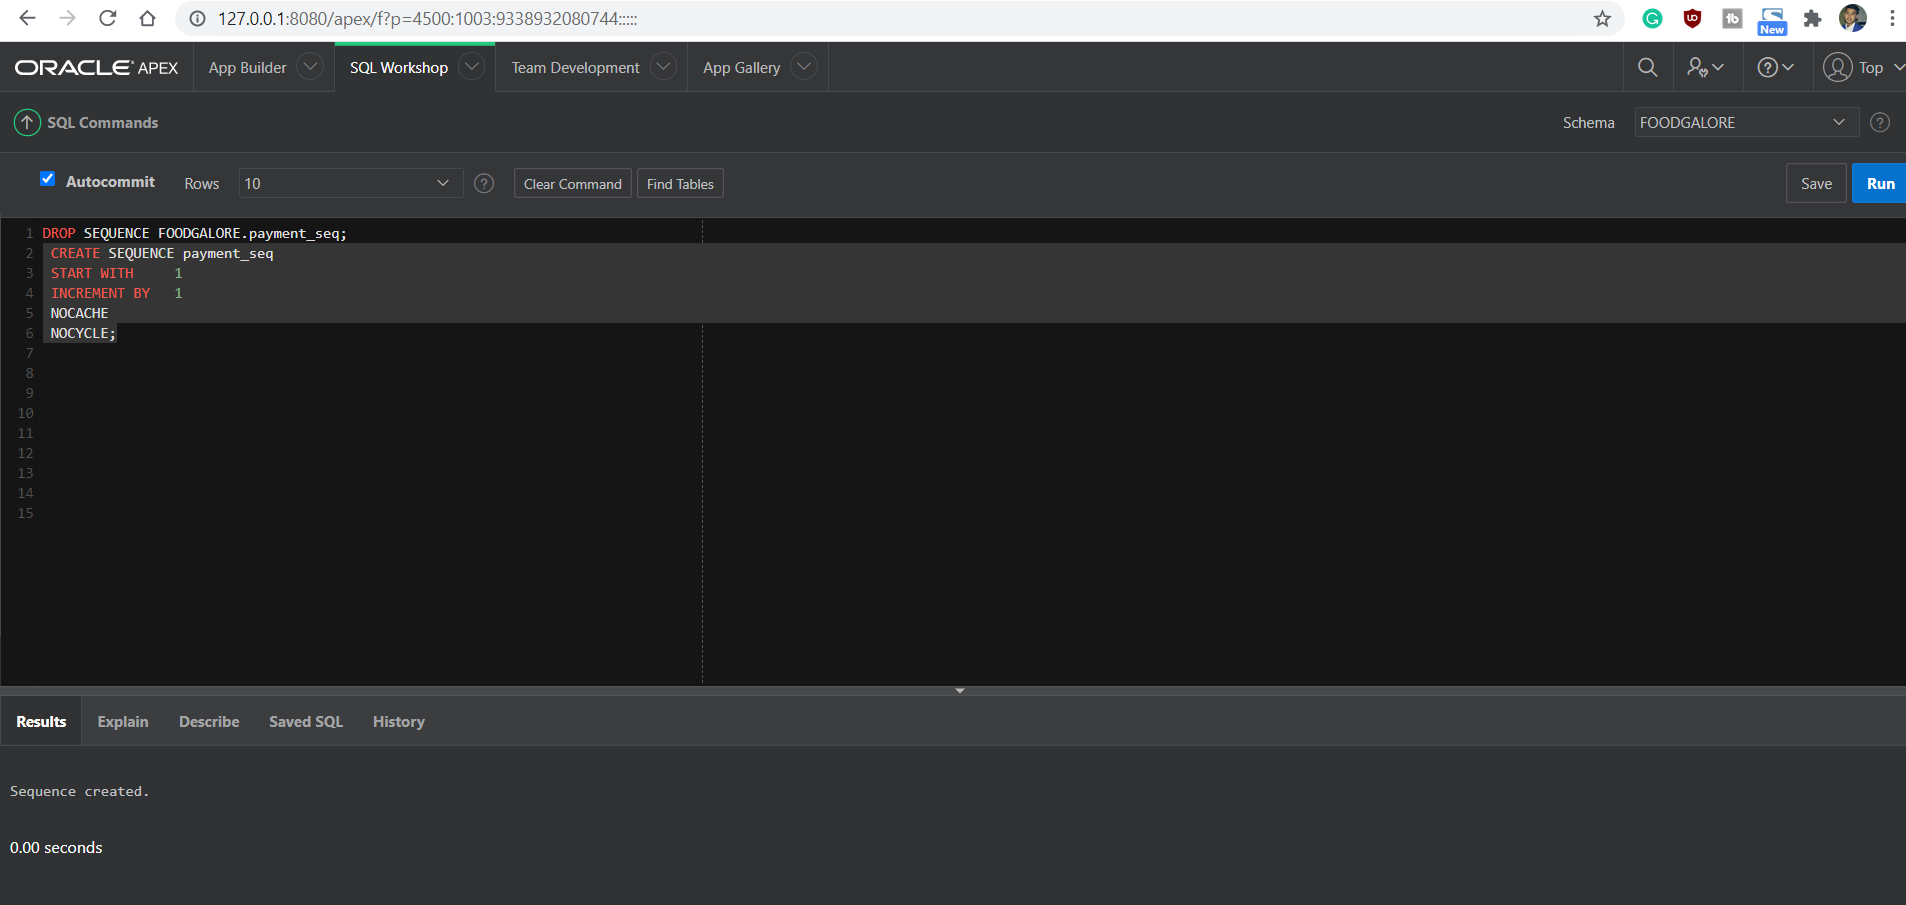 127.0.0.1:8080/apex/f?p=4500:1003:9338932080744:::::
New
ORACLE APEX App Builder SQL Workshop Team Development App Gallery Top
SQL Commands Schema FOODGALORE
Autocommit Rows 10 Clear Command Find Tables Save Run
1 DROP SEQUENCE FOODGALORE.payment_seq;
2 CREATE SEQUENCE payment_seq
3 START WITH 1
4 INCREMENT BY 1
5 NOCACHE
6 NOCYCLE;
7
8
9
10
11
12
13
14
15
Results Explain Describe Saved SQL History
Sequence created.
0.00 seconds